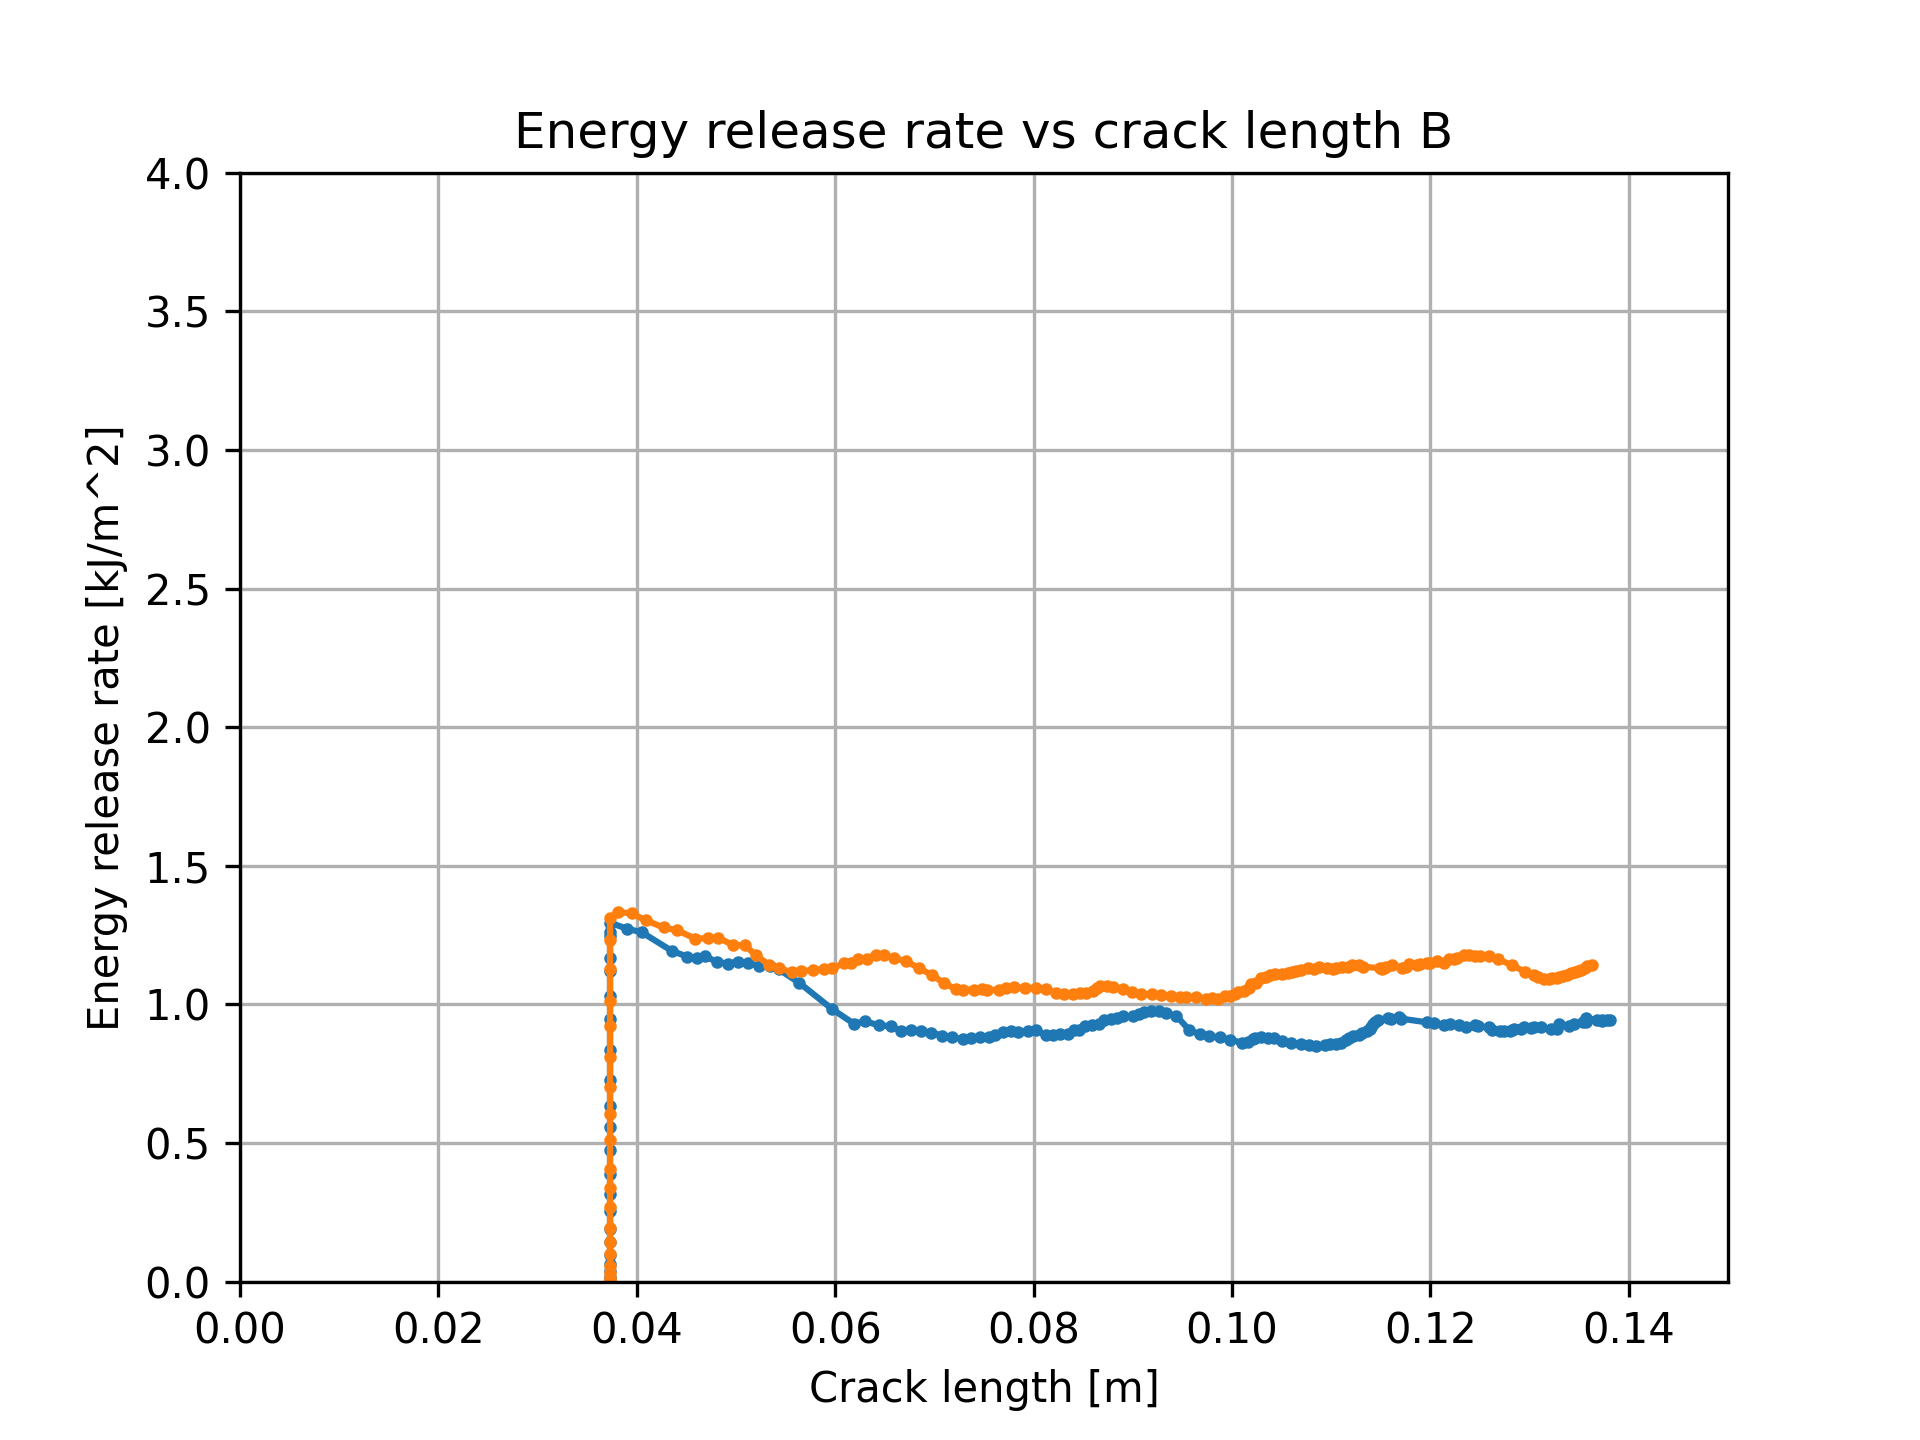 Energy release rate vs crack length B
Energy release rate [kJ/m^2]
4.0
3.5
3.0
2.5
2.0
1.5
1.0
0.5
0.0
0.00 0.02 0.04 0.06 0.08 0.10 0.12 0.14
Crack length [m]